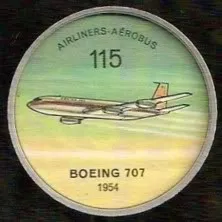 AIRLINERS-AÉROBUS
115
BOEING 707
1954